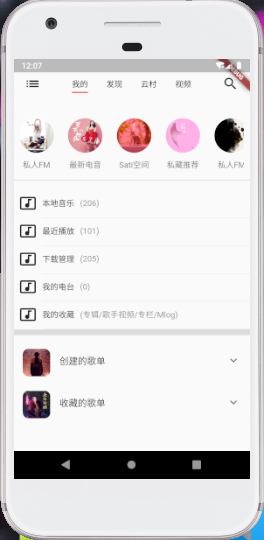 12:07
我的 发现 云村 视频
私人FM 最新电音 Sati空间 私藏推荐 私人FM
本地音乐 (206)
最近播放 (101)
下载管理 (205)
我的电台 (0)
我的收藏 (专辑/歌手视频/专栏/Mlog)
创建的歌单
收藏的歌单